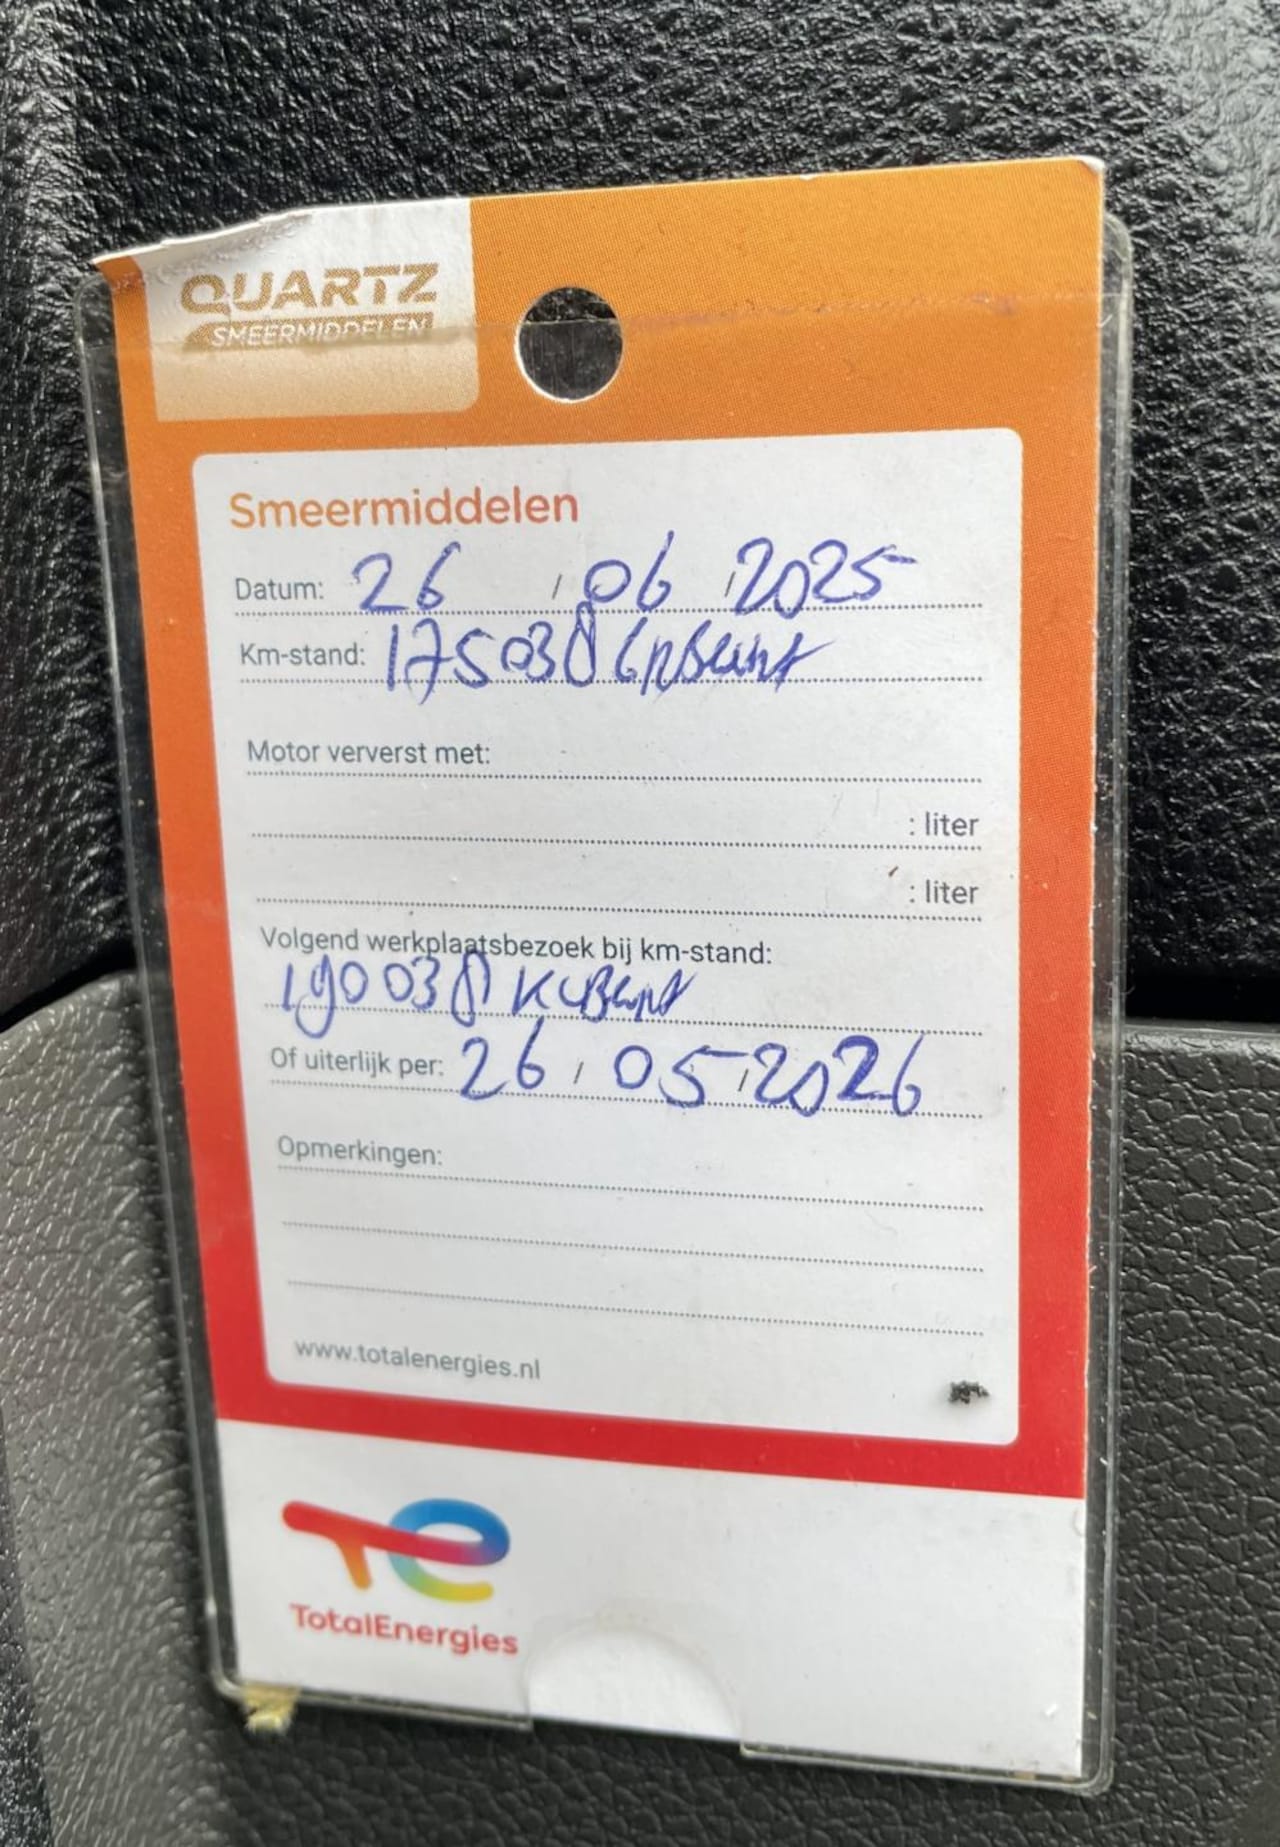 QUARTZ
SMEERMIDDELEN
Smeermiddelen
Datum: 26 / 06 / 2025
Km-stand: 175038
Motor ververst met:
: liter
: liter
Volgend werkplaatsbezoek bij km-stand:
190038
Of uiterlijk per: 26 / 05 / 2026
Opmerkingen:
www.totalenergies.nl
TotalEnergies